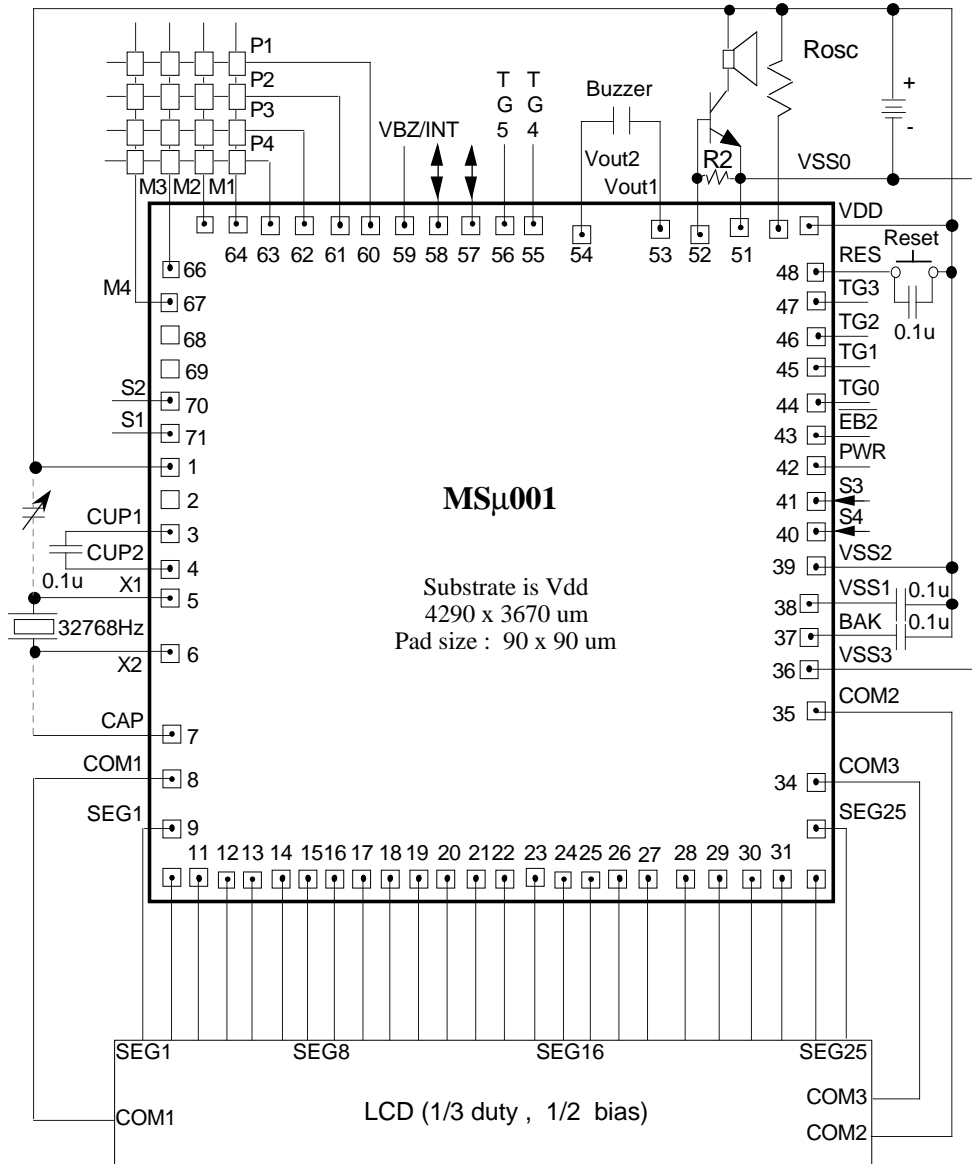 P1
P2
P3
P4
M3 M2 M1
VBZ/INT
T
G
5
T
G
4
Buzzer
Vout2
Vout1
R2
Rosc
+
-
VSS0
VDD
64 63 62 61 60 59 58 57 56 55 54 53 52 51
RES
Reset
0.1u
48
47
TG3
46
TG2
45
TG1
44
TG0
43
EB2
42
PWR
41
S3
40
S4
39
VSS2
38
VSS1
0.1u
37
BAK
0.1u
36
VSS3
35
COM2
34
COM3
SEG25
66
M4
67
68
69
S2
70
S1
71
1
2
CUP1
3
CUP2
4
0.1u
X1
5
32768Hz
X2
6
CAP
7
COM1
8
SEG1
9
MSµ001
Substrate is Vdd
4290 x 3670 um
Pad size : 90 x 90 um
11 12 13 14 15 16 17 18 19 20 21 22 23 24 25 26 27 28 29 30 31
SEG1 SEG8 SEG16 SEG25
COM1
LCD (1/3 duty , 1/2 bias)
COM3
COM2